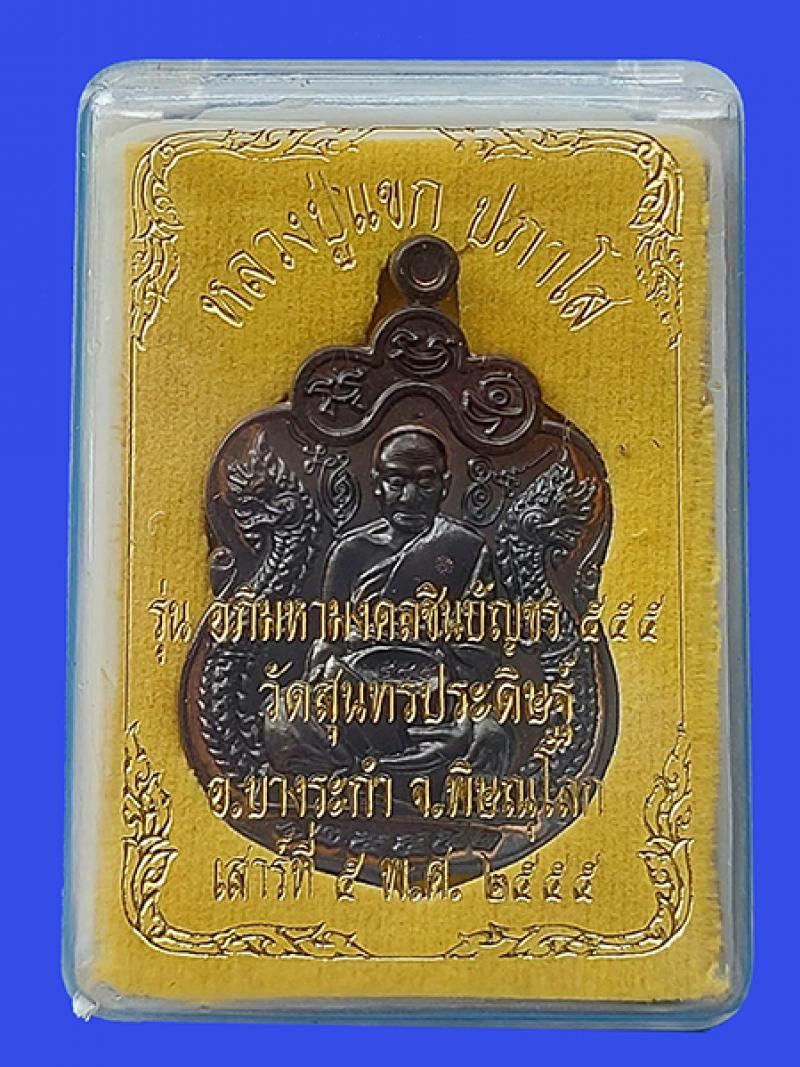 หลวงปู่แขก ปภาโส
รุ่น อภิมหามงคลชินบัญชร ๕๕๕
วัดสุนทรประดิษฐ์
อ.บางระกำ จ.พิษณุโลก
เสาร์ที่ ๕ พ.ศ. ๒๕๕๕